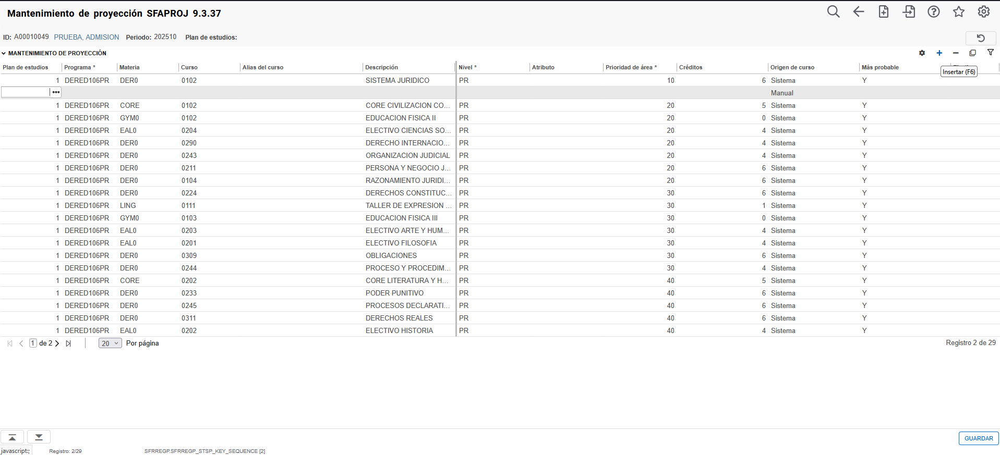 Mantenimiento de proyección SFAPROJ 9.3.37
ID: A00010049 PRUEBA, ADMISION Periodo: 202510 Plan de estudios:
MANTENIMIENTO DE PROYECCIÓN
Plan de estudios Programa * Materia Curso Alias del curso Descripción Nivel * Atributo Prioridad de área * Créditos Origen de curso Más probable
Insertar (F6)
1 DERED106PR DER0 0102 SISTEMA JURIDICO PR 10 6 Sistema Y
Manual
1 DERED106PR CORE 0102 CORE CIVILIZACION CO... PR 20 5 Sistema Y
1 DERED106PR GYM0 0102 EDUCACION FISICA II PR 20 0 Sistema Y
1 DERED106PR EAL0 0204 ELECTIVO CIENCIAS SO... PR 20 4 Sistema Y
1 DERED106PR DER0 0290 DERECHO INTERNACIO... PR 20 4 Sistema Y
1 DERED106PR DER0 0243 ORGANIZACION JUDICIAL PR 20 4 Sistema Y
1 DERED106PR DER0 0211 PERSONA Y NEGOCIO J... PR 20 6 Sistema Y
1 DERED106PR DER0 0104 RAZONAMIENTO JURIDI... PR 20 6 Sistema Y
1 DERED106PR DER0 0224 DERECHOS CONSTITUC... PR 30 6 Sistema Y
1 DERED106PR LING 0111 TALLER DE EXPRESION ... PR 30 1 Sistema Y
1 DERED106PR GYM0 0103 EDUCACION FISICA III PR 30 0 Sistema Y
1 DERED106PR EAL0 0203 ELECTIVO ARTE Y HUM... PR 30 4 Sistema Y
1 DERED106PR EAL0 0201 ELECTIVO FILOSOFIA PR 30 4 Sistema Y
1 DERED106PR DER0 0309 OBLIGACIONES PR 30 6 Sistema Y
1 DERED106PR DER0 0244 PROCESO Y PROCEDIM... PR 30 4 Sistema Y
1 DERED106PR CORE 0202 CORE LITERATURA Y H... PR 40 5 Sistema Y
1 DERED106PR DER0 0233 PODER PUNITIVO PR 40 6 Sistema Y
1 DERED106PR DER0 0245 PROCESOS DECLARATI... PR 40 6 Sistema Y
1 DERED106PR DER0 0311 DERECHOS REALES PR 40 6 Sistema Y
1 DERED106PR EAL0 0202 ELECTIVO HISTORIA PR 40 4 Sistema Y
1 de 2 20 Por página Registro 2 de 29
GUARDAR
javascript:; Registro: 2/29 SFRREGP.SFRREGP_STSP_KEY_SEQUENCE [2]